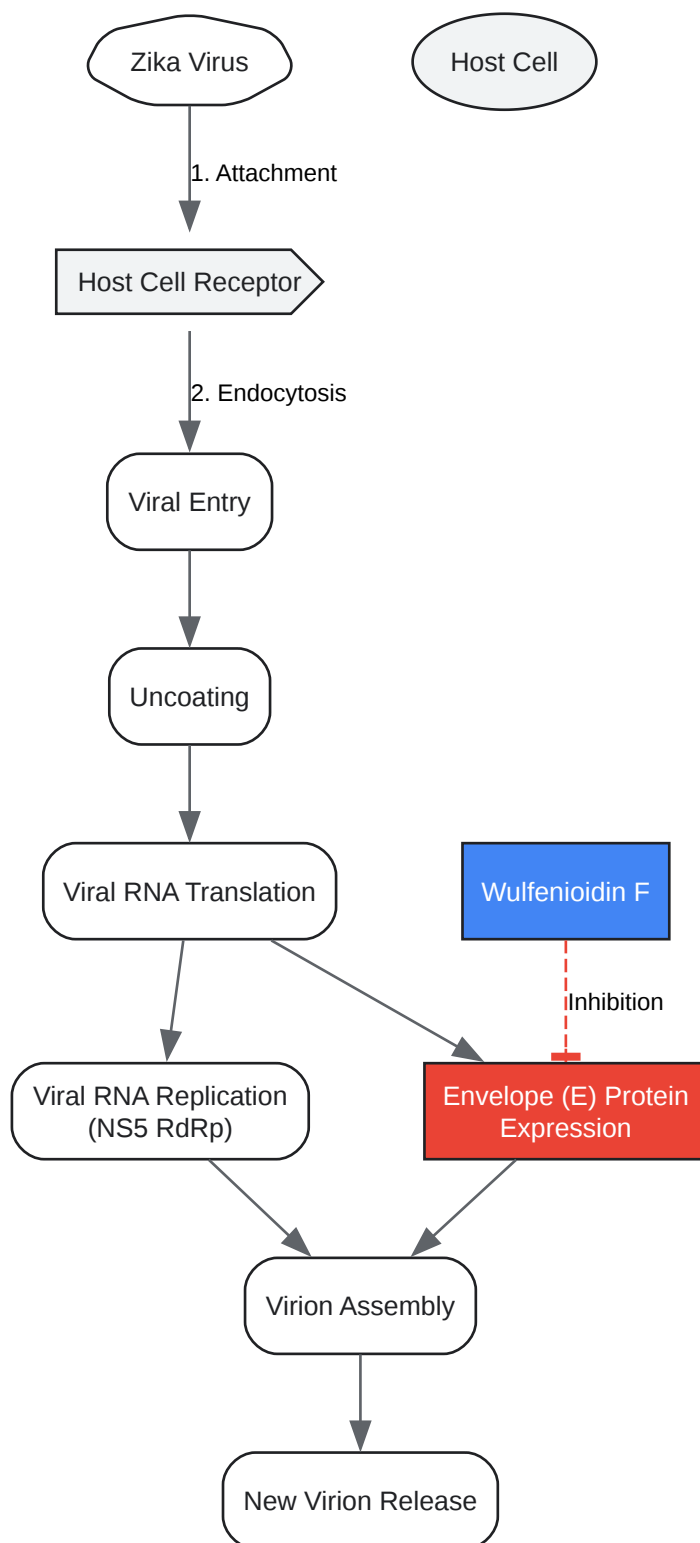 Zika Virus
Host Cell
1. Attachment
Host Cell Receptor
2. Endocytosis
Viral Entry
Uncoating
Viral RNA Translation
Wulfenioidin F
Inhibition
Viral RNA Replication
(NS5 RdRp)
Envelope (E) Protein
Expression
Virion Assembly
New Virion Release